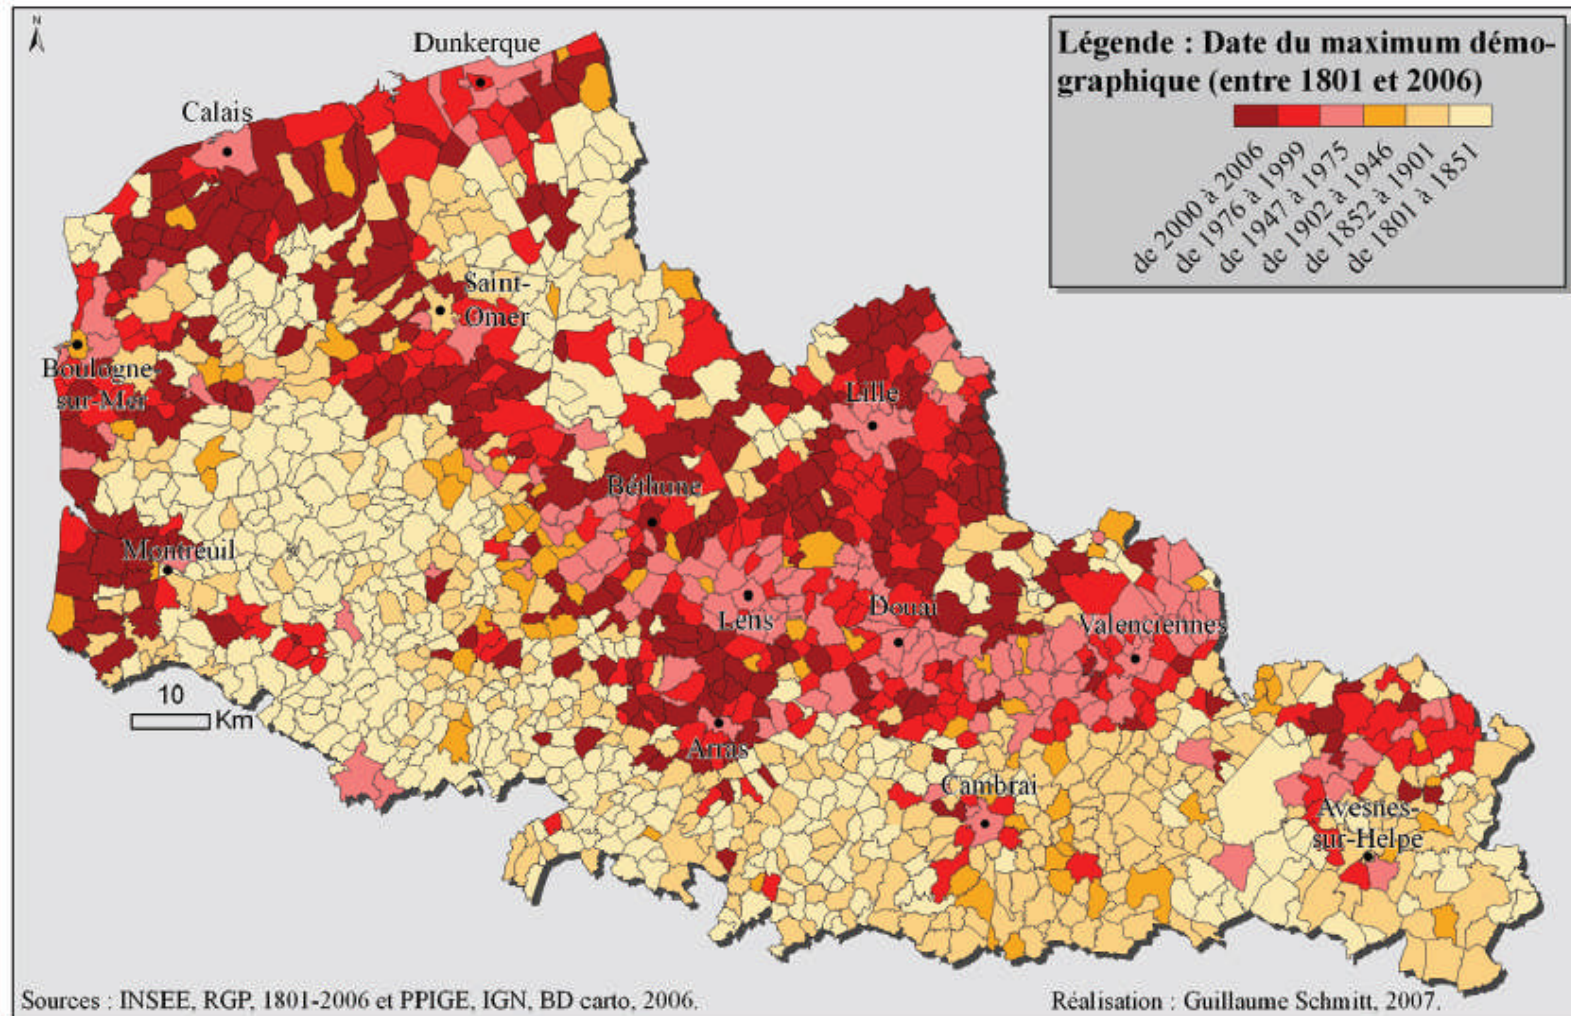 N
Légende : Date du maximum démo-
graphique (entre 1801 et 2006)
de 2000 à 2006
de 1976 à 1999
de 1947 à 1975
de 1902 à 1946
de 1852 à 1901
de 1801 à 1851
Dunkerque
Calais
Saint-
Omer
Boulogne-
sur-Mer
Lille
Béthune
Montreuil
Lens
Douai
Valenciennes
10
Km
Arras
Cambrai
Avesnes-
sur-Helpe
Sources : INSEE, RGP, 1801-2006 et PPIGE, IGN, BD carto, 2006.
Réalisation : Guillaume Schmitt, 2007.